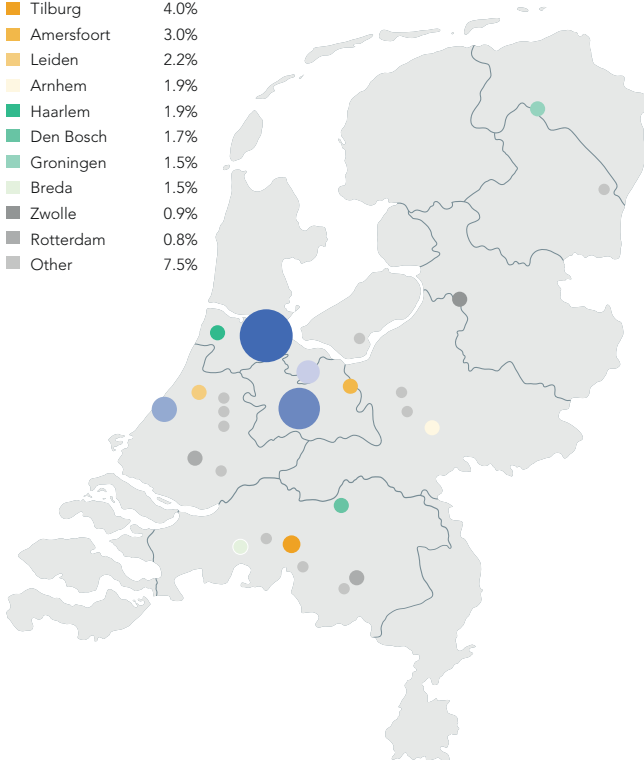 Tilburg 4.0%
Amersfoort 3.0%
Leiden 2.2%
Arnhem 1.9%
Haarlem 1.9%
Den Bosch 1.7%
Groningen 1.5%
Breda 1.5%
Zwolle 0.9%
Rotterdam 0.8%
Other 7.5%